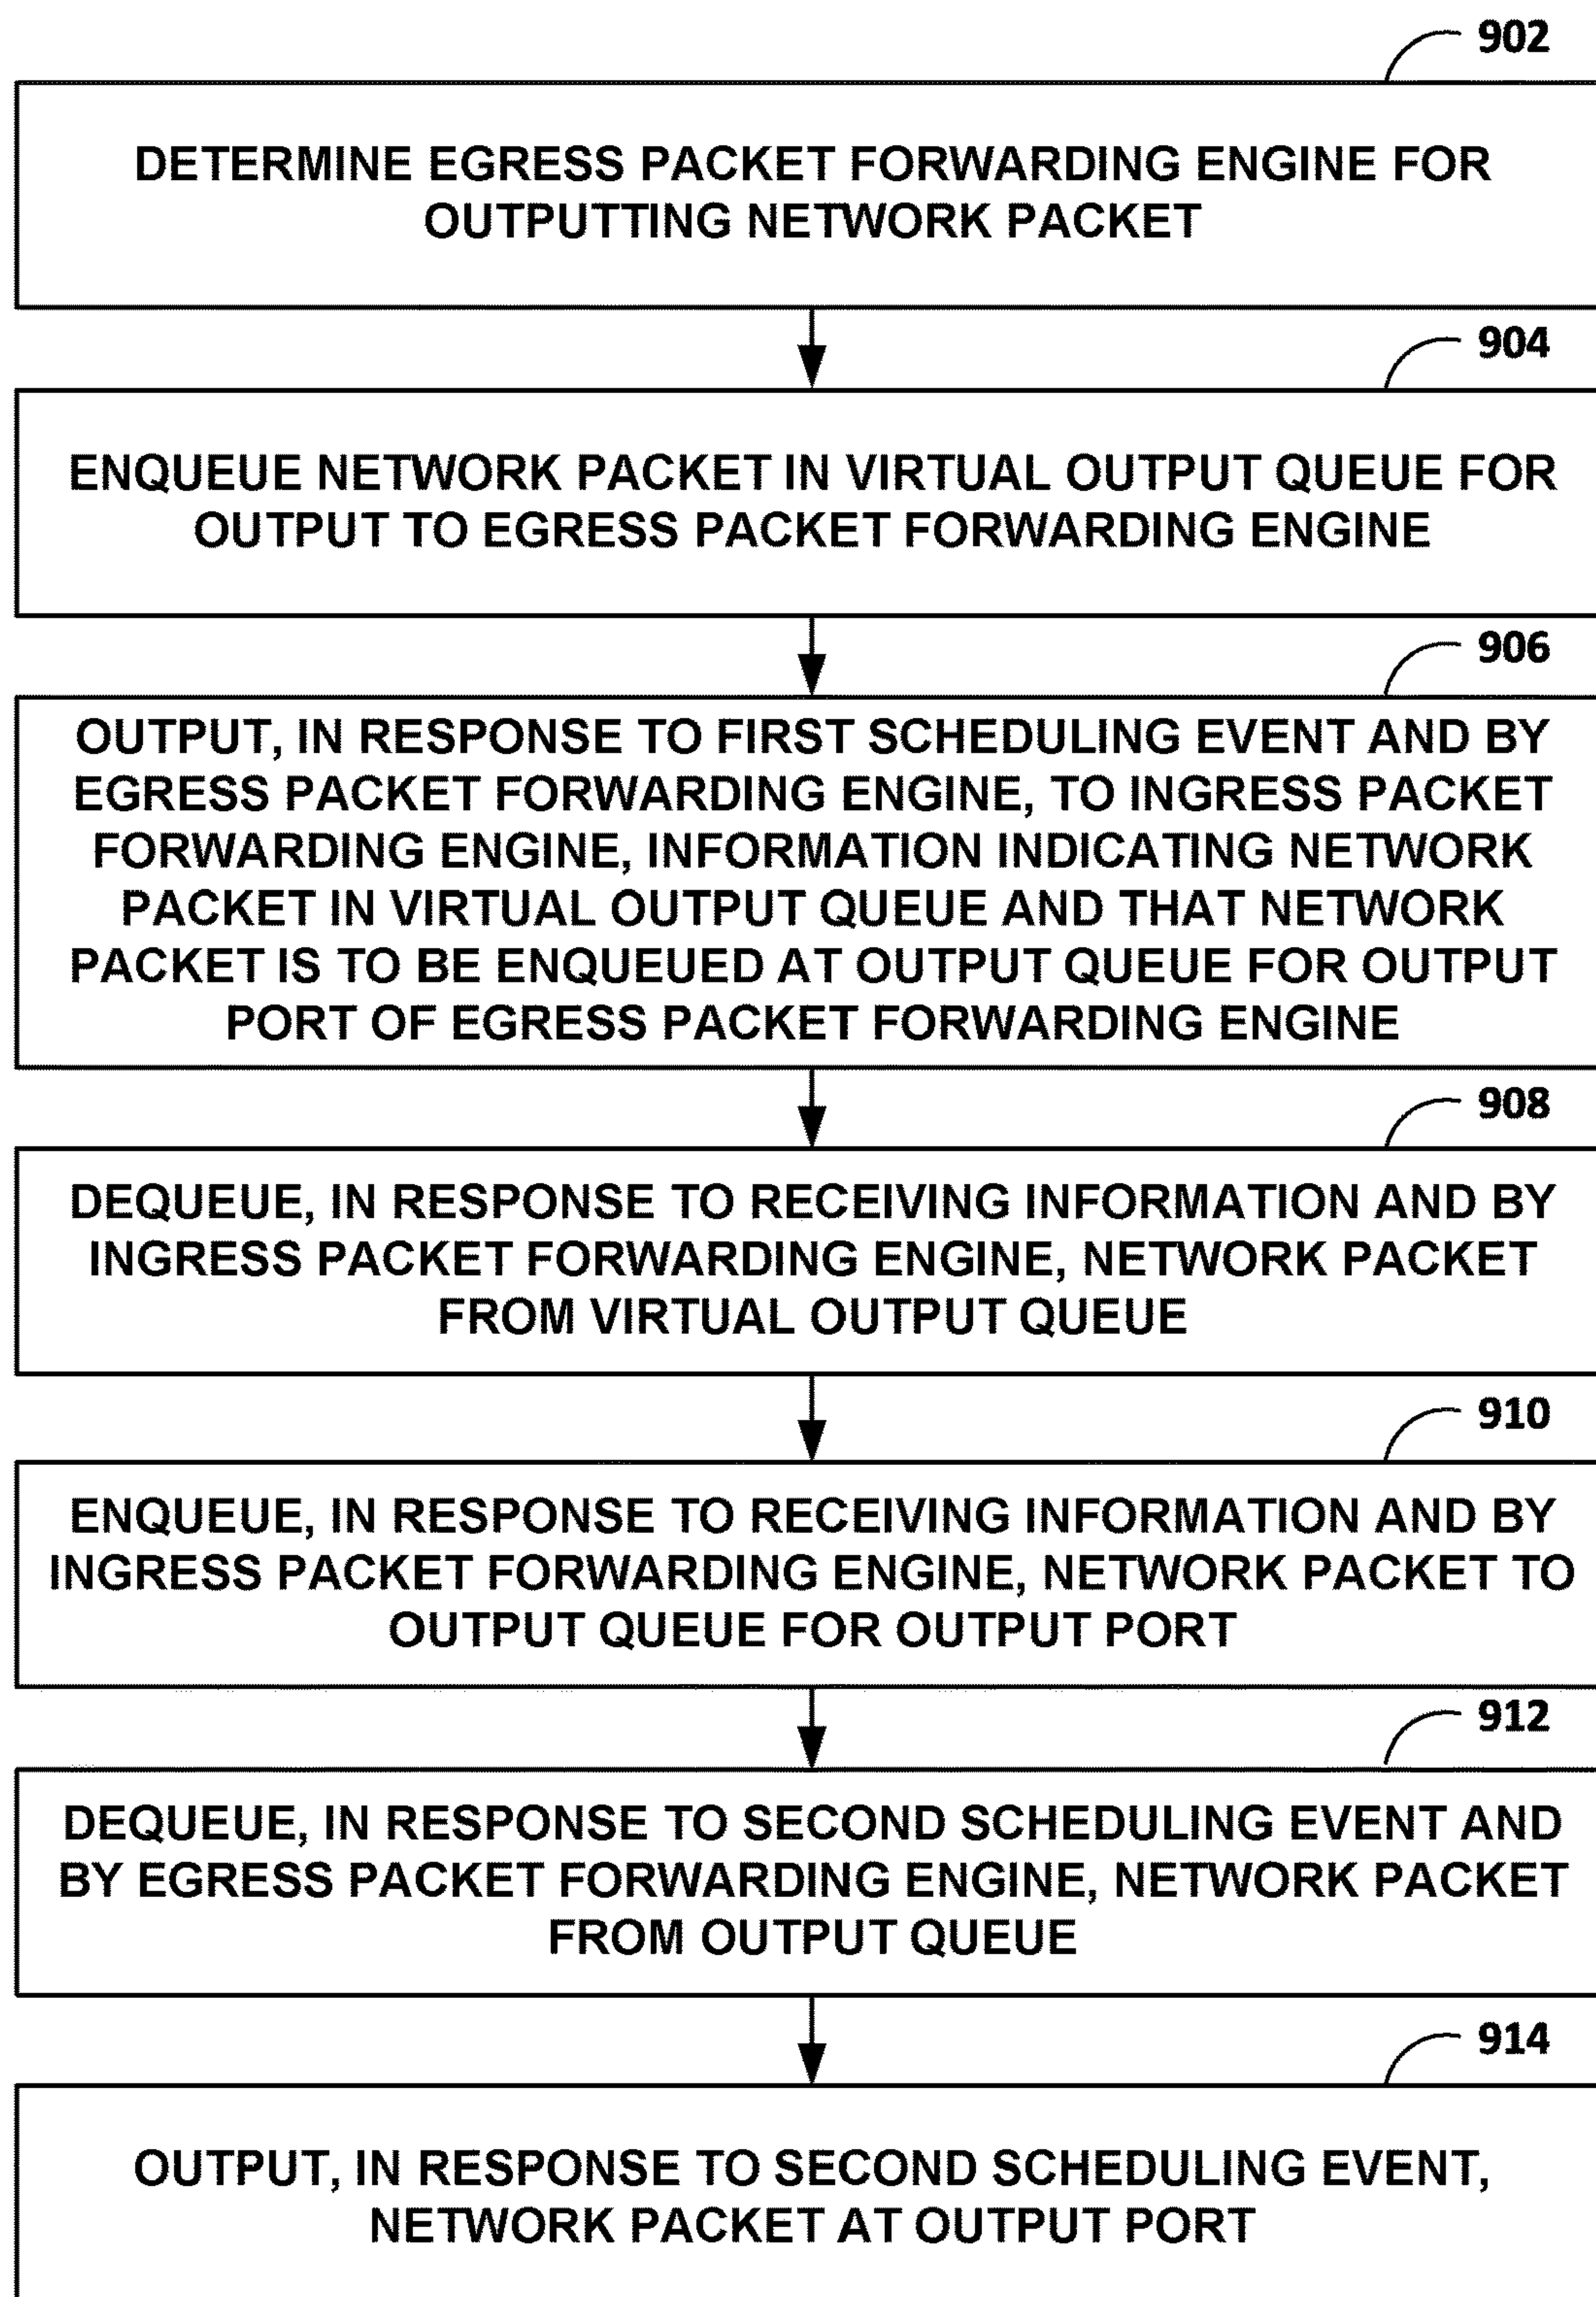 902
DETERMINE EGRESS PACKET FORWARDING ENGINE FOR
OUTPUTTING NETWORK PACKET
904
ENQUEUE NETWORK PACKET IN VIRTUAL OUTPUT QUEUE FOR
OUTPUT TO EGRESS PACKET FORWARDING ENGINE
906
OUTPUT, IN RESPONSE TO FIRST SCHEDULING EVENT AND BY
EGRESS PACKET FORWARDING ENGINE, TO INGRESS PACKET
FORWARDING ENGINE, INFORMATION INDICATING NETWORK
PACKET IN VIRTUAL OUTPUT QUEUE AND THAT NETWORK
PACKET IS TO BE ENQUEUED AT OUTPUT QUEUE FOR OUTPUT
PORT OF EGRESS PACKET FORWARDING ENGINE
908
DEQUEUE, IN RESPONSE TO RECEIVING INFORMATION AND BY
INGRESS PACKET FORWARDING ENGINE, NETWORK PACKET
FROM VIRTUAL OUTPUT QUEUE
910
ENQUEUE, IN RESPONSE TO RECEIVING INFORMATION AND BY
INGRESS PACKET FORWARDING ENGINE, NETWORK PACKET TO
OUTPUT QUEUE FOR OUTPUT PORT
912
DEQUEUE, IN RESPONSE TO SECOND SCHEDULING EVENT AND
BY EGRESS PACKET FORWARDING ENGINE, NETWORK PACKET
FROM OUTPUT QUEUE
914
OUTPUT, IN RESPONSE TO SECOND SCHEDULING EVENT,
NETWORK PACKET AT OUTPUT PORT